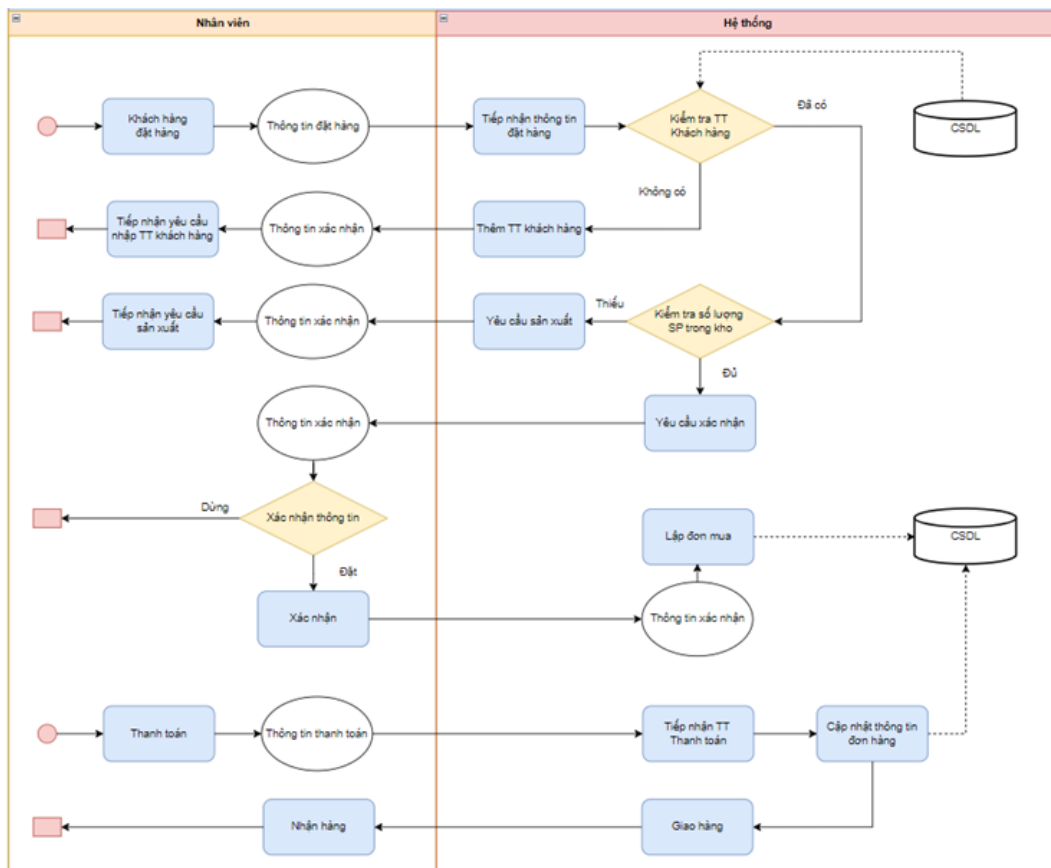 Nhân viên
Hệ thống
Khách hàng
đặt hàng
Thông tin đặt hàng
Tiếp nhận thông tin
đặt hàng
Kiểm tra TT
Khách hàng
Đã có
CSDL
Không có
Tiếp nhận yêu cầu
nhập TT khách hàng
Thông tin xác nhận
Thêm TT khách hàng
Tiếp nhận yêu cầu
sản xuất
Thông tin xác nhận
Yêu cầu sản xuất
Thiếu
Kiểm tra số lượng
SP trong kho
Đủ
Thông tin xác nhận
Yêu cầu xác nhận
Dừng
Xác nhận thông tin
Lập đơn mua
CSDL
Đặt
Xác nhận
Thông tin xác nhận
Thanh toán
Thông tin thanh toán
Tiếp nhận TT
Thanh toán
Cập nhật thông tin
đơn hàng
Nhận hàng
Giao hàng